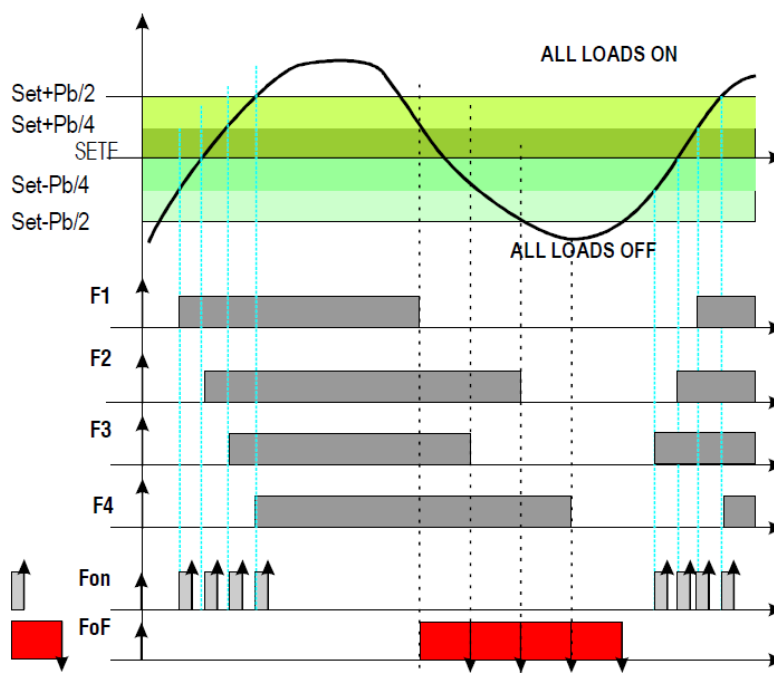 ALL LOADS ON
Set+Pb/2
Set+Pb/4
SETF
Set-Pb/4
Set-Pb/2
ALL LOADS OFF
F1
F2
F3
F4
Fon
FoF